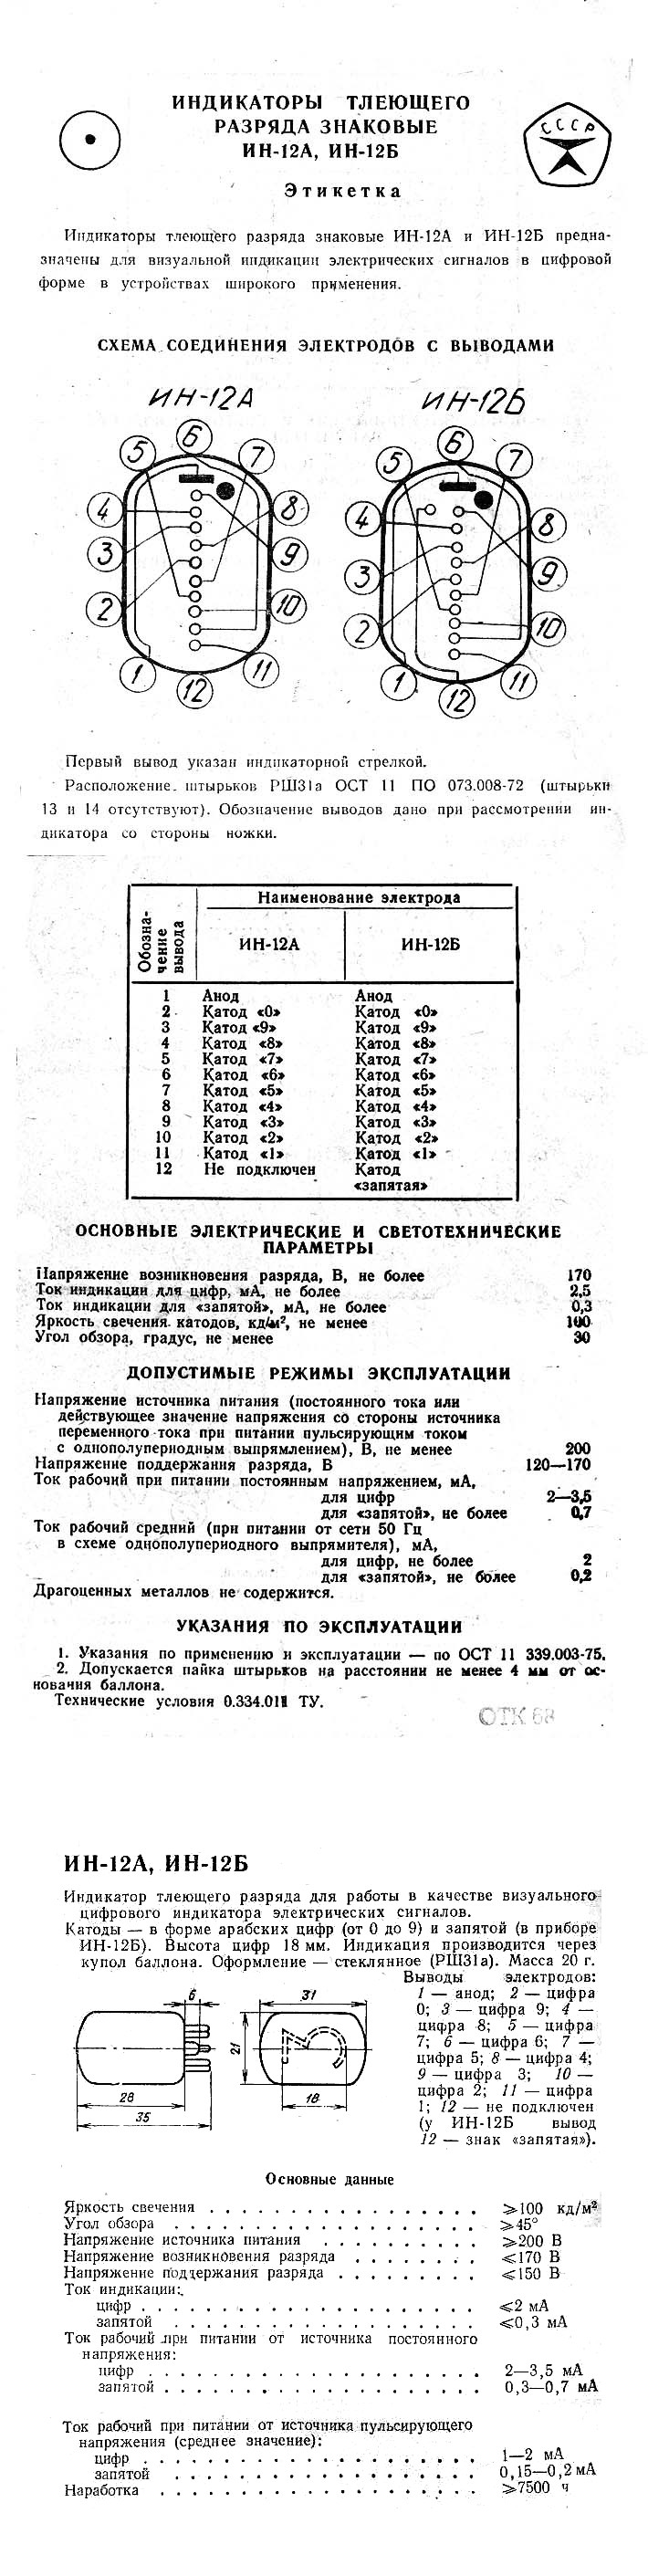 ИНДИКАТОРЫ ТЛЕЮЩЕГО
РАЗРЯДА ЗНАКОВЫЕ
ИН-12А, ИН-12Б
СССР
Этикетка
Индикаторы тлеющего разряда знаковые ИН-12А и ИН-12Б предна-
значены для визуальной индикации электрических сигналов в цифровой
форме в устройствах широкого применения.
СХЕМА СОЕДИНЕНИЯ ЭЛЕКТРОДОВ С ВЫВОДАМИ
ИН-12А ИН-12Б
5 6 7 5 6 7
4 8 4 8
3 9 3 9
2 10 2 10
1 12 11 1 12 11
Первый вывод указан индикаторной стрелкой.
Расположение штырьков РШ31а ОСТ 11 ПО 073.008-72 (штырьки
13 и 14 отсутствуют). Обозначение выводов дано при рассмотрении ин-
дикатора со стороны ножки.
Обозна-
чение
вывода
Наименование электрода
ИН-12А ИН-12Б
1 Анод Анод
2 Катод «0» Катод «0»
3 Катод «9» Катод «9»
4 Катод «8» Катод «8»
5 Катод «7» Катод «7»
6 Катод «6» Катод «6»
7 Катод «5» Катод «5»
8 Катод «4» Катод «4»
9 Катод «3» Катод «3»
10 Катод «2» Катод «2»
11 Катод «1» Катод «1»
12 Не подключен Катод
«запятая»
ОСНОВНЫЕ ЭЛЕКТРИЧЕСКИЕ И СВЕТОТЕХНИЧЕСКИЕ
ПАРАМЕТРЫ
Напряжение возникновения разряда, В, не более 170
Ток индикации для цифр, мА, не более 2,5
Ток индикации для «запятой», мА, не более 0,3
Яркость свечения катодов, кд/м², не менее 100
Угол обзора, градус, не менее 30
ДОПУСТИМЫЕ РЕЖИМЫ ЭКСПЛУАТАЦИИ
Напряжение источника питания (постоянного тока или
действующее значение напряжения со стороны источника
переменного тока при питании пульсирующим током
с однополупериодным выпрямлением), В, не менее 200
Напряжение поддержания разряда, В 120—170
Ток рабочий при питании постоянным напряжением, мА,
для цифр 2—3,5
для «запятой», не более 0,7
Ток рабочий средний (при питании от сети 50 Гц
в схеме однополупериодного выпрямителя), мА,
для цифр, не более 2
для «запятой», не более 0,2
Драгоценных металлов не содержится.
УКАЗАНИЯ ПО ЭКСПЛУАТАЦИИ
1. Указания по применению и эксплуатации — по ОСТ 11 339.003-75.
2. Допускается пайка штырьков на расстоянии не менее 4 мм от ос-
нования баллона.
Технические условия 0.334.011 ТУ.
ОТК 68
ИН-12А, ИН-12Б
Индикатор тлеющего разряда для работы в качестве визуального
цифрового индикатора электрических сигналов.
Катоды — в форме арабских цифр (от 0 до 9) и запятой (в приборе
ИН-12Б). Высота цифр 18 мм. Индикация производится через
купол баллона. Оформление — стеклянное (РШ31а). Масса 20 г.
Выводы электродов:
1 — анод; 2 — цифра
0; 3 — цифра 9; 4 —
цифра 8; 5 — цифра
7; 6 — цифра 6; 7 —
цифра 5; 8 — цифра 4;
9 — цифра 3; 10 —
цифра 2; 11 — цифра
1; 12 — не подключен
(у ИН-12Б вывод
12 — знак «запятая»).
6 31
21
28 18
35
Основные данные
Яркость свечения . . . . . . . . . . . . . . . . . ≥100 кд/м²
Угол обзора . . . . . . . . . . . . . . . . . . . ≥45°
Напряжение источника питания . . . . . . . . . . ≥200 В
Напряжение возникновения разряда . . . . . . . . ≤170 В
Напряжение поддержания разряда . . . . . . . . . ≤150 В
Ток индикации:
цифр . . . . . . . . . . . . . . . . . . . . . ≤2 мА
запятой . . . . . . . . . . . . . . . . . . . ≤0,3 мА
Ток рабочий при питании от источника постоянного
напряжения:
цифр . . . . . . . . . . . . . . . . . . . . . 2—3,5 мА
запятой . . . . . . . . . . . . . . . . . . . . 0,3—0,7 мА
Ток рабочий при питании от источника пульсирующего
напряжения (среднее значение):
цифр . . . . . . . . . . . . . . . . . . . . . 1—2 мА
запятой . . . . . . . . . . . . . . . . . . . 0,15—0,2 мА
Наработка . . . . . . . . . . . . . . . . . . . . ≥7500 ч